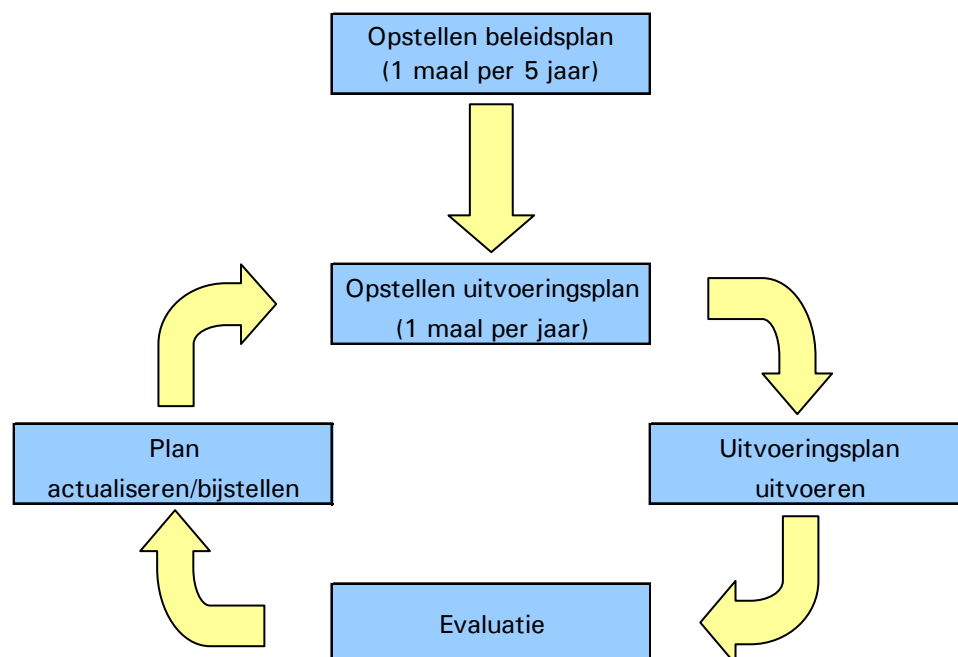 Opstellen beleidsplan
(1 maal per 5 jaar)
Opstellen uitvoeringsplan
(1 maal per jaar)
Plan
actualiseren/bijstellen
Uitvoeringsplan
uitvoeren
Evaluatie